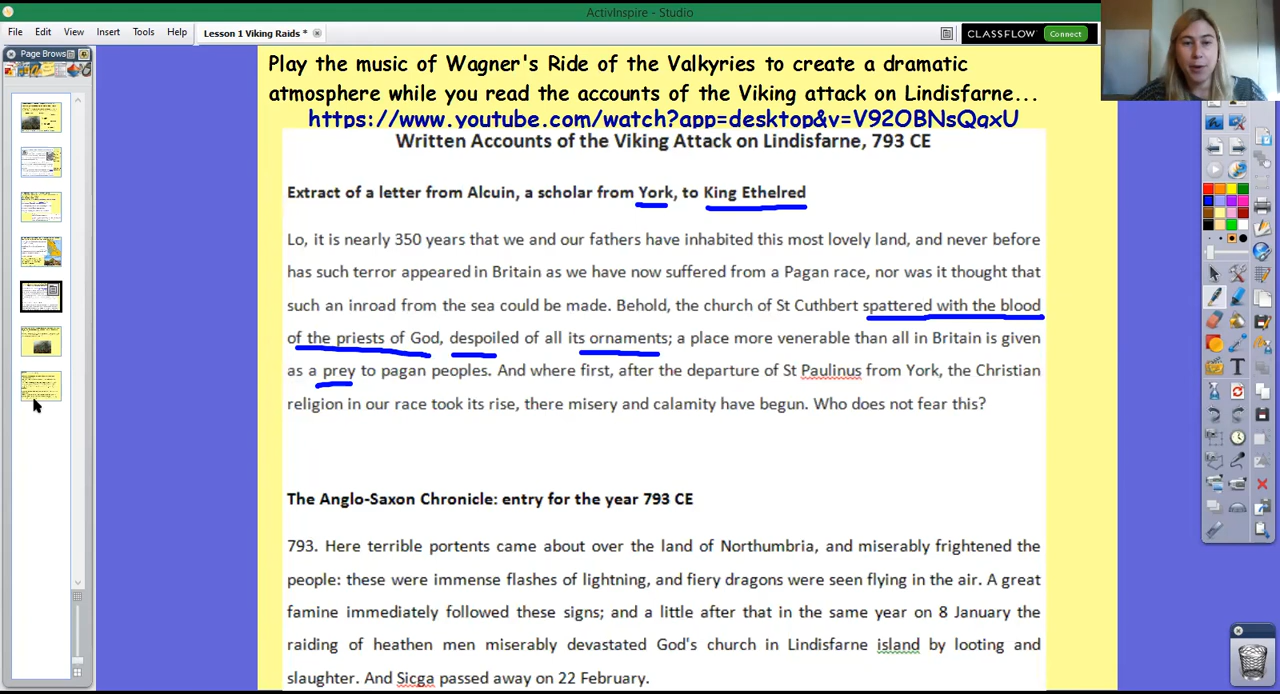 ActivInspire - Studio
File Edit View Insert Tools Help Lesson 1 Viking Raids * CLASSFLOW Connect
Page Brows
Play the music of Wagner's Ride of the Valkyries to create a dramatic
atmosphere while you read the accounts of the Viking attack on Lindisfarne...
https://www.youtube.com/watch?app=desktop&v=V92OBNsQgxU
Written Accounts of the Viking Attack on Lindisfarne, 793 CE
Extract of a letter from Alcuin, a scholar from York, to King Ethelred
Lo, it is nearly 350 years that we and our fathers have inhabited this most lovely land, and never before
has such terror appeared in Britain as we have now suffered from a Pagan race, nor was it thought that
such an inroad from the sea could be made. Behold, the church of St Cuthbert spattered with the blood
of the priests of God, despoiled of all its ornaments; a place more venerable than all in Britain is given
as a prey to pagan peoples. And where first, after the departure of St Paulinus from York, the Christian
religion in our race took its rise, there misery and calamity have begun. Who does not fear this?
The Anglo-Saxon Chronicle: entry for the year 793 CE
793. Here terrible portents came about over the land of Northumbria, and miserably frightened the
people: these were immense flashes of lightning, and fiery dragons were seen flying in the air. A great
famine immediately followed these signs; and a little after that in the same year on 8 January the
raiding of heathen men miserably devastated God's church in Lindisfarne island by looting and
slaughter. And Sicga passed away on 22 February.